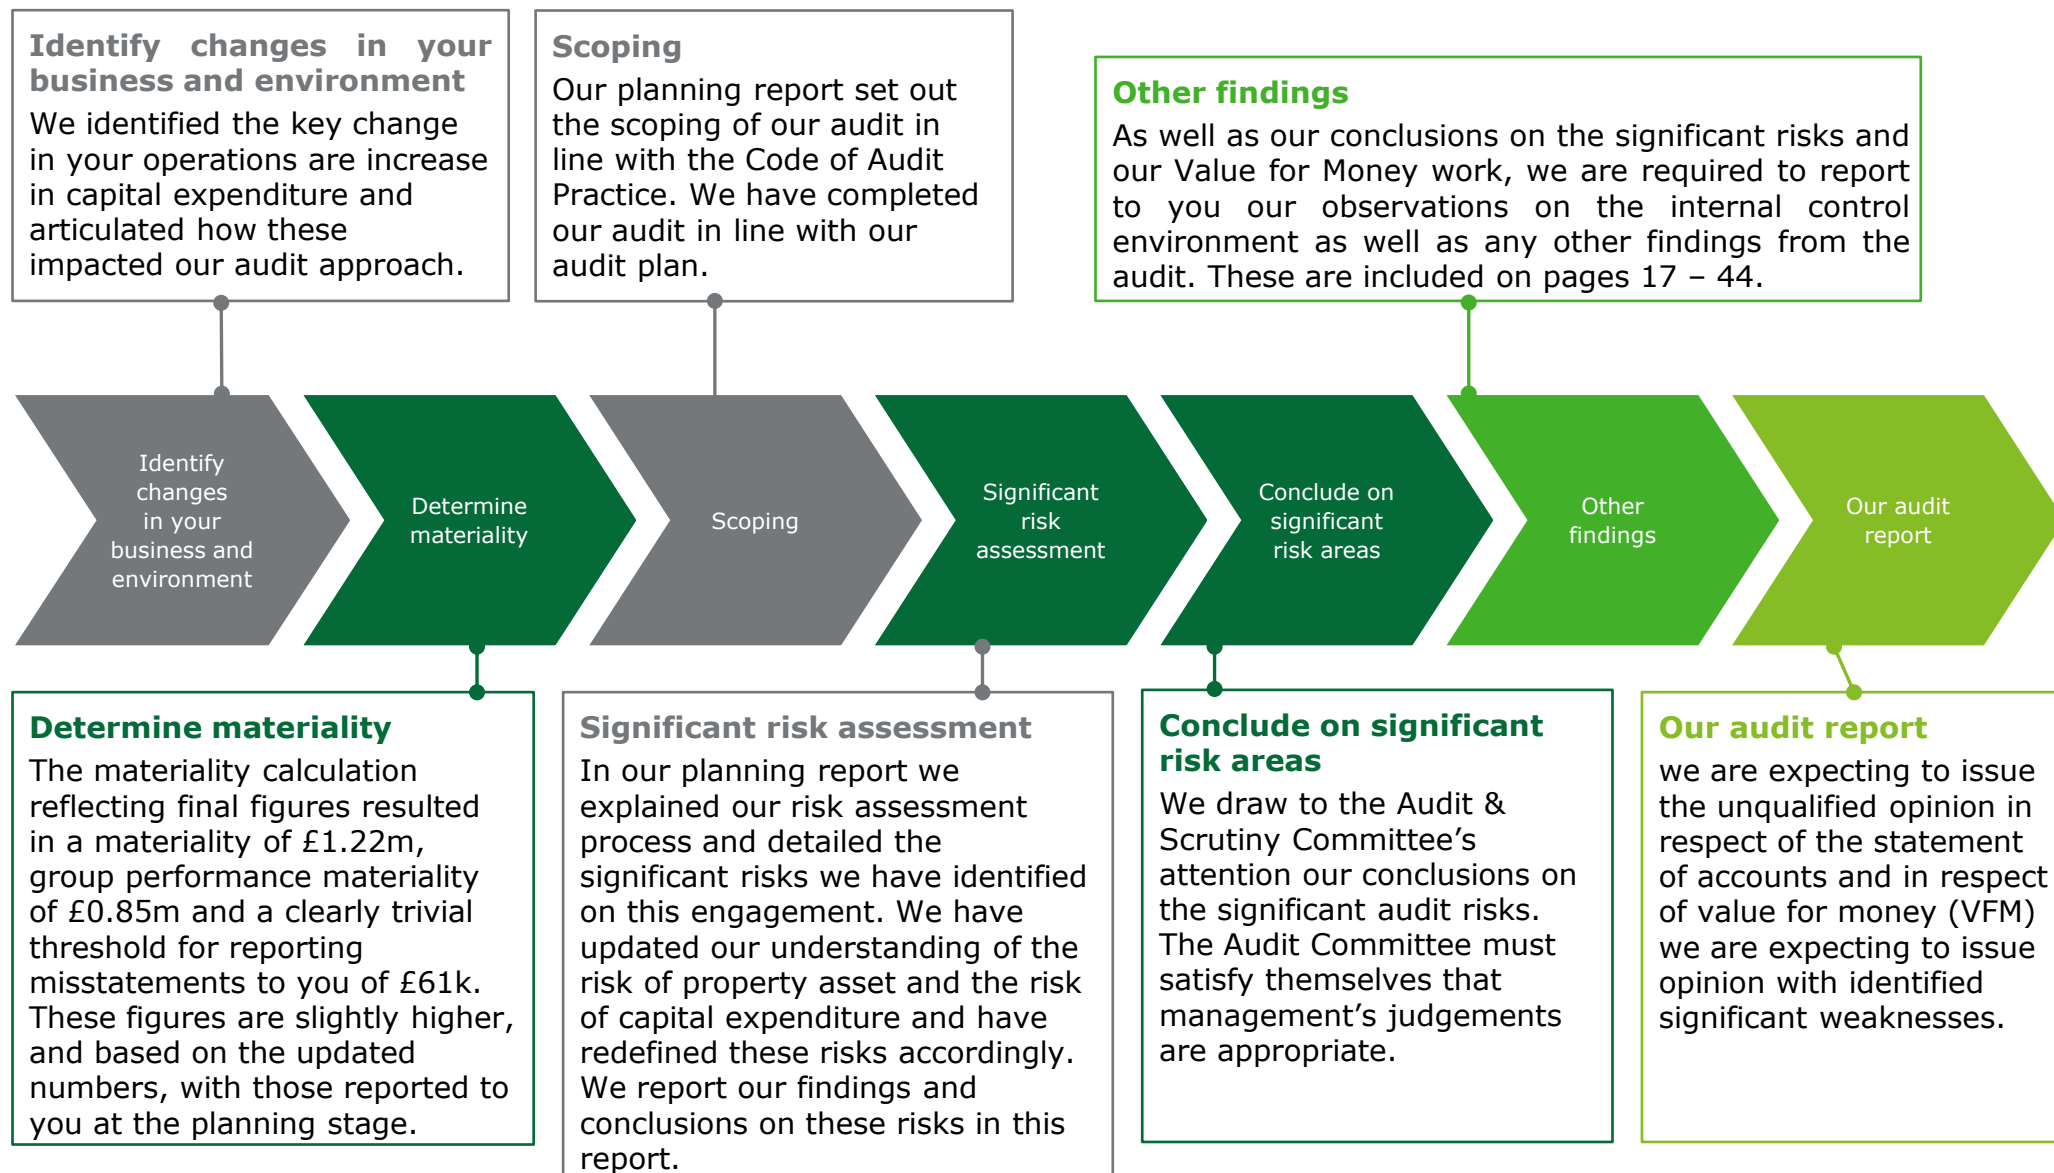 Identify changes in your
business and environment
We identified the key change
in your operations are increase
in capital expenditure and
articulated how these
impacted our audit approach.
Scoping
Our planning report set out
the scoping of our audit in
line with the Code of Audit
Practice. We have completed
our audit in line with our
audit plan.
Other findings
As well as our conclusions on the significant risks and
our Value for Money work, we are required to report
to you our observations on the internal control
environment as well as any other findings from the
audit. These are included on pages 17 – 44.
Identify
changes
in your
business and
environment
Determine
materiality
Scoping
Significant
risk
assessment
Conclude on
significant
risk areas
Other
findings
Our audit
report
Determine materiality
The materiality calculation
reflecting final figures resulted
in a materiality of £1.22m,
group performance materiality
of £0.85m and a clearly trivial
threshold for reporting
misstatements to you of £61k.
These figures are slightly higher,
and based on the updated
numbers, with those reported to
you at the planning stage.
Significant risk assessment
In our planning report we
explained our risk assessment
process and detailed the
significant risks we have identified
on this engagement. We have
updated our understanding of the
risk of property asset and the risk
of capital expenditure and have
redefined these risks accordingly.
We report our findings and
conclusions on these risks in this
report.
Conclude on significant
risk areas
We draw to the Audit &
Scrutiny Committee’s
attention our conclusions on
the significant audit risks.
The Audit Committee must
satisfy themselves that
management’s judgements
are appropriate.
Our audit report
we are expecting to issue
the unqualified opinion in
respect of the statement
of accounts and in respect
of value for money (VFM)
we are expecting to issue
opinion with identified
significant weaknesses.